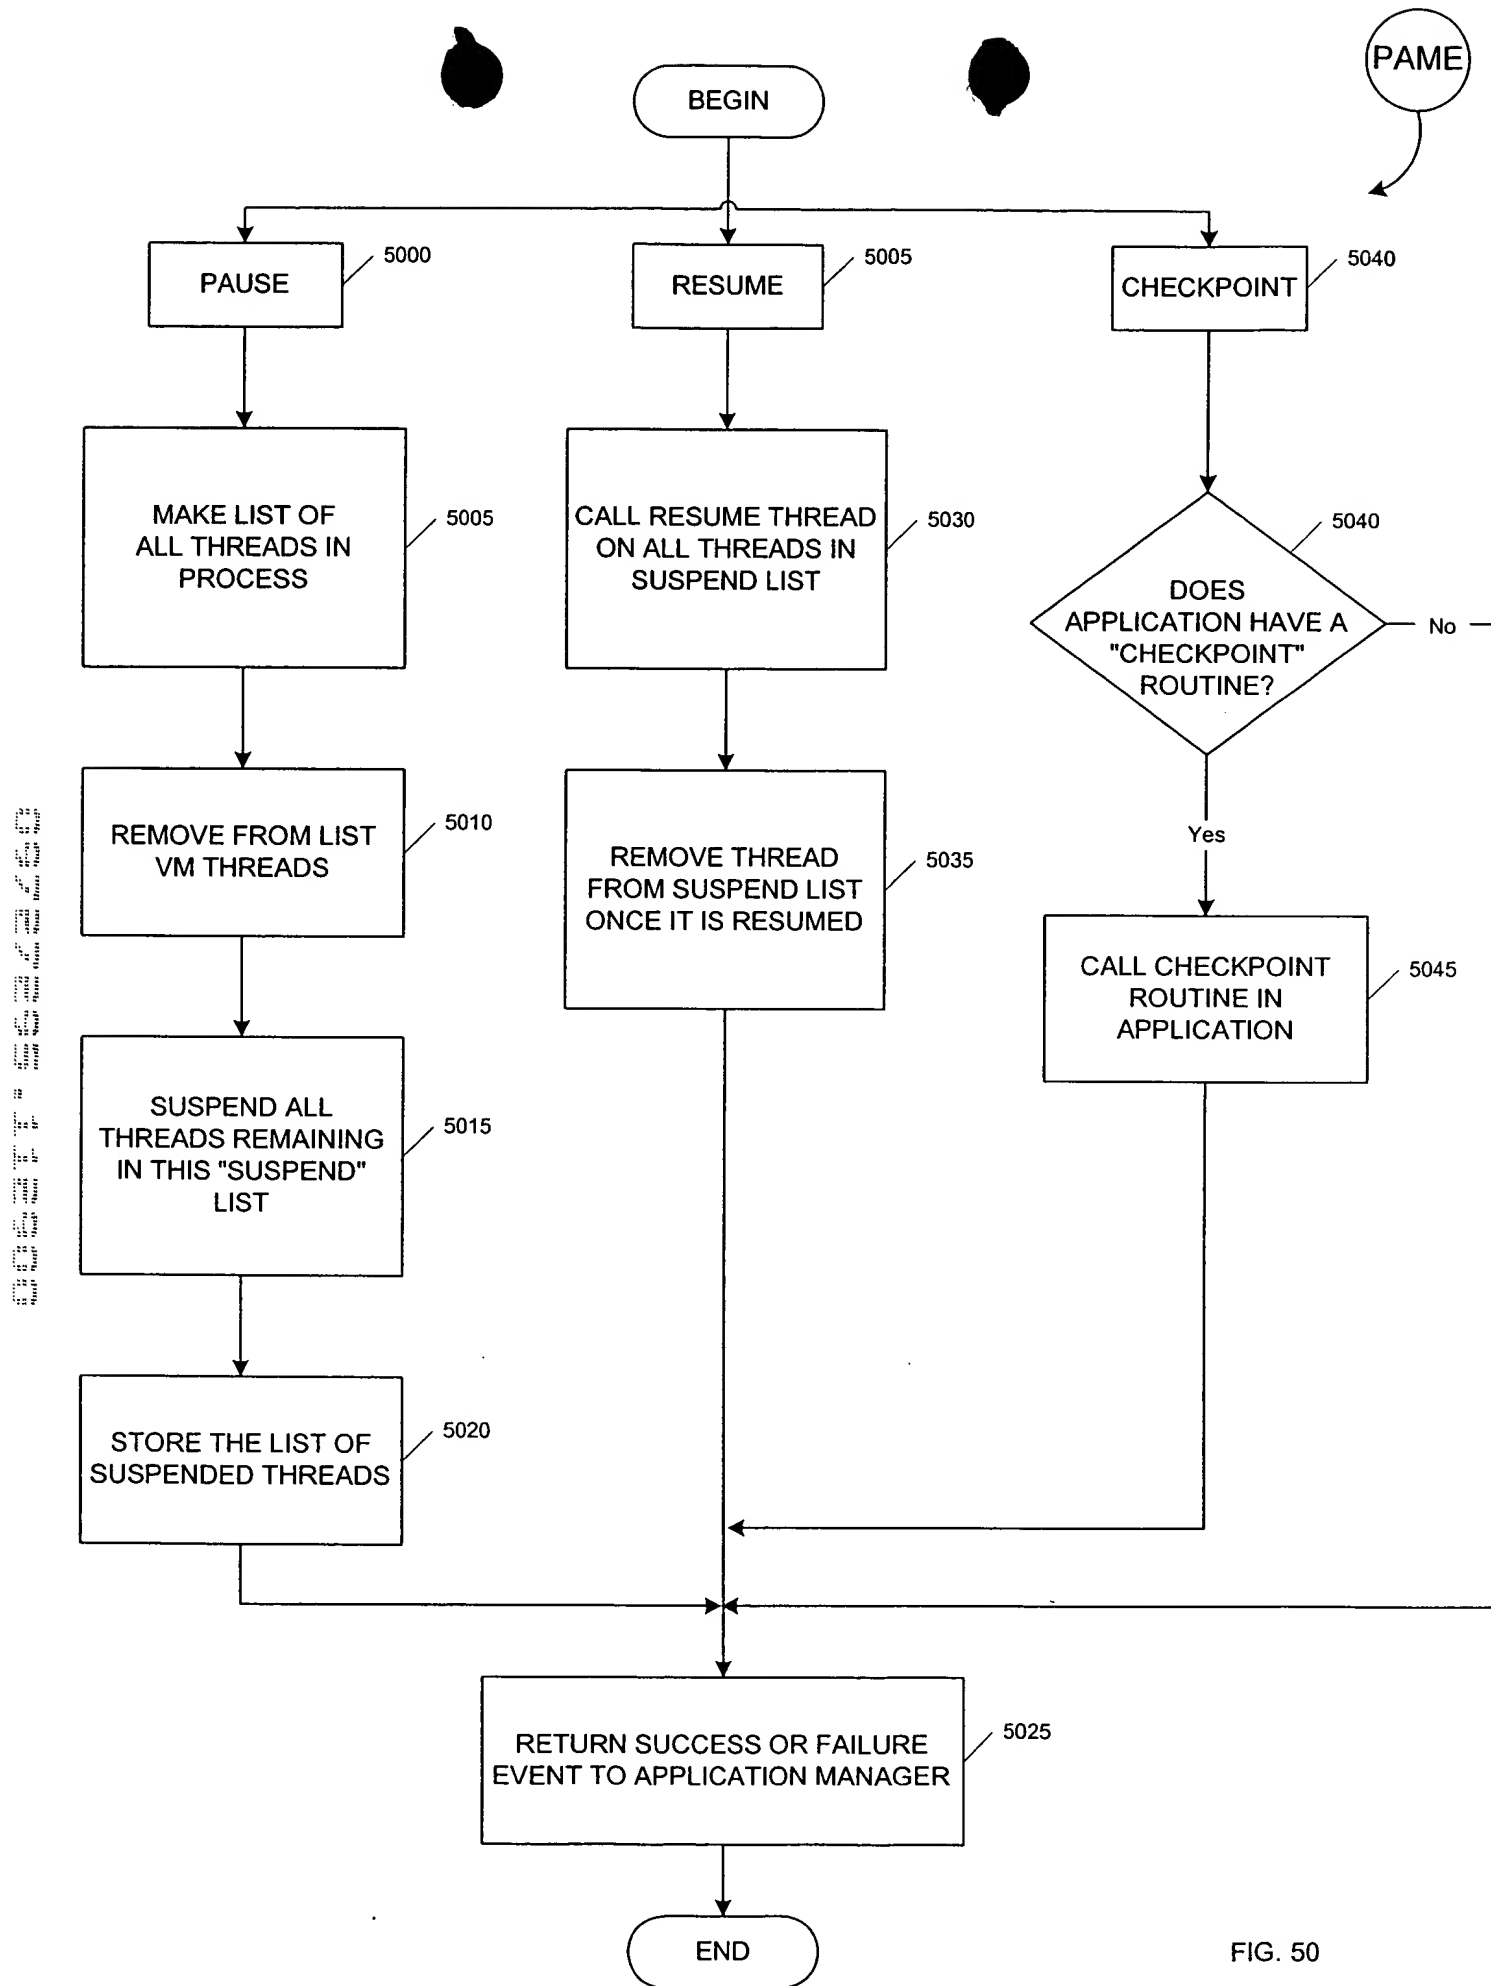 PAME
BEGIN
PAUSE
5000
RESUME
5005
CHECKPOINT
5040
MAKE LIST OF
ALL THREADS IN
PROCESS
5005
CALL RESUME THREAD
ON ALL THREADS IN
SUSPEND LIST
5030
DOES
APPLICATION HAVE A
"CHECKPOINT"
ROUTINE?
5040
No
Yes
REMOVE FROM LIST
VM THREADS
5010
REMOVE THREAD
FROM SUSPEND LIST
ONCE IT IS RESUMED
5035
CALL CHECKPOINT
ROUTINE IN
APPLICATION
5045
SUSPEND ALL
THREADS REMAINING
IN THIS "SUSPEND"
LIST
5015
STORE THE LIST OF
SUSPENDED THREADS
5020
RETURN SUCCESS OR FAILURE
EVENT TO APPLICATION MANAGER
5025
END
FIG. 50